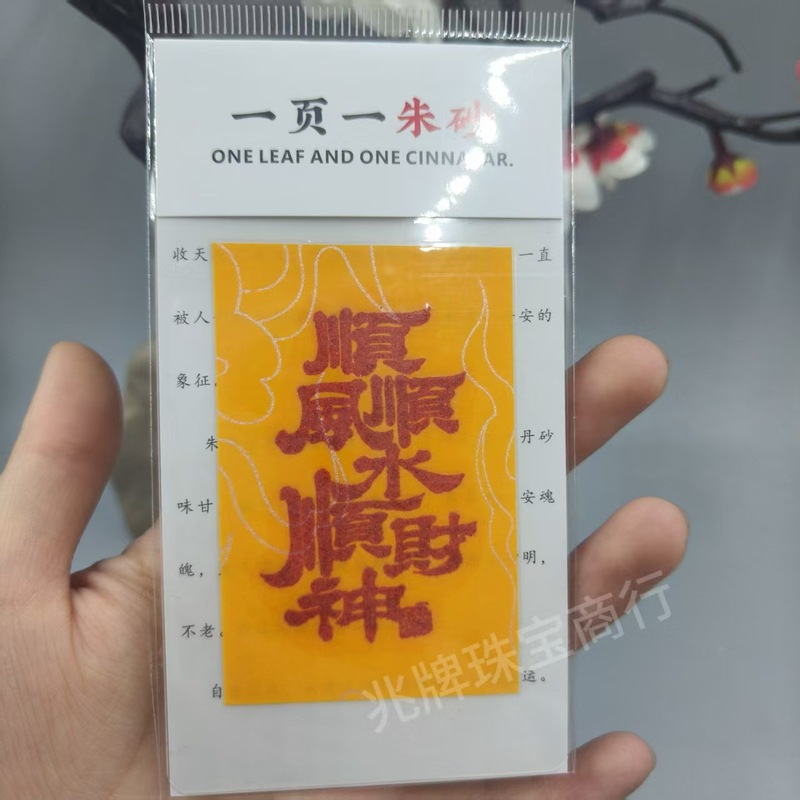 一页一朱砂
ONE LEAF AND ONE CINNABAR.
收天 一直
被人 安的
象征。
朱 丹砂
味甘 安魂
魄， 明，
不老。
自 运。
順
風順
水
順財
神
兆牌珠宝商行